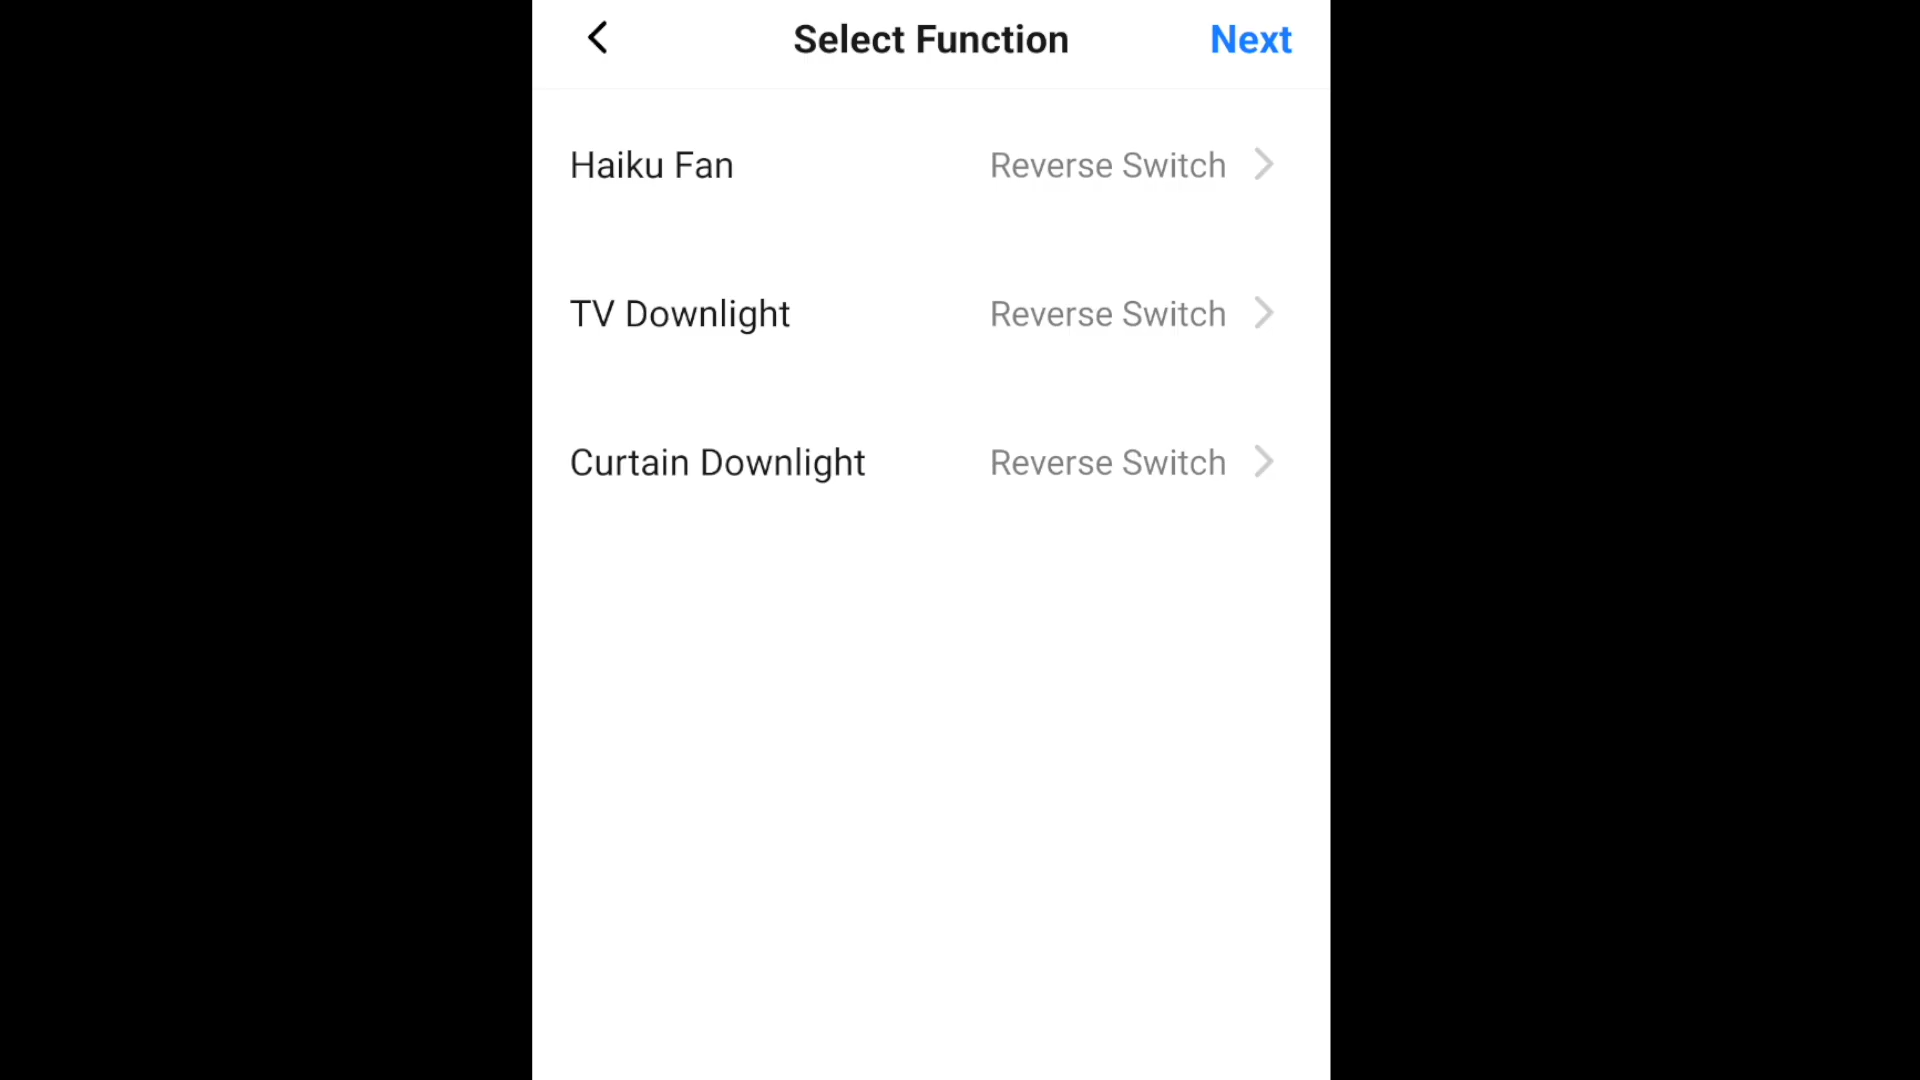 Select Function Next
Haiku Fan Reverse Switch
TV Downlight Reverse Switch
Curtain Downlight Reverse Switch